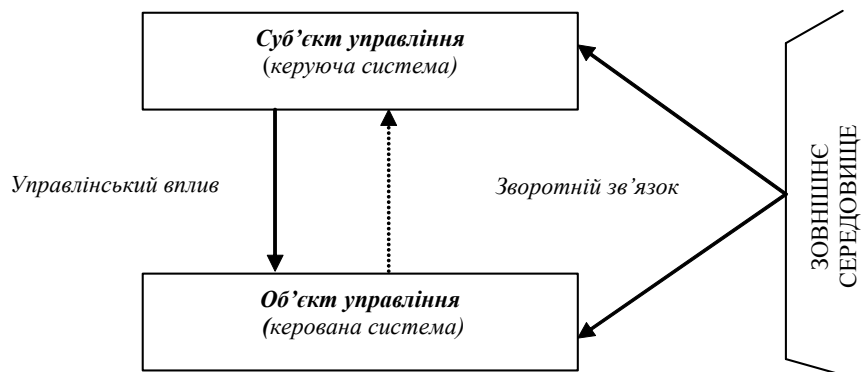 Суб’єкт управління
(керуюча система)
Управлінський вплив
Зворотній зв’язок
ЗОВНІШНЄ
СЕРЕДОВИЩЕ
Об’єкт управління
(керована система)